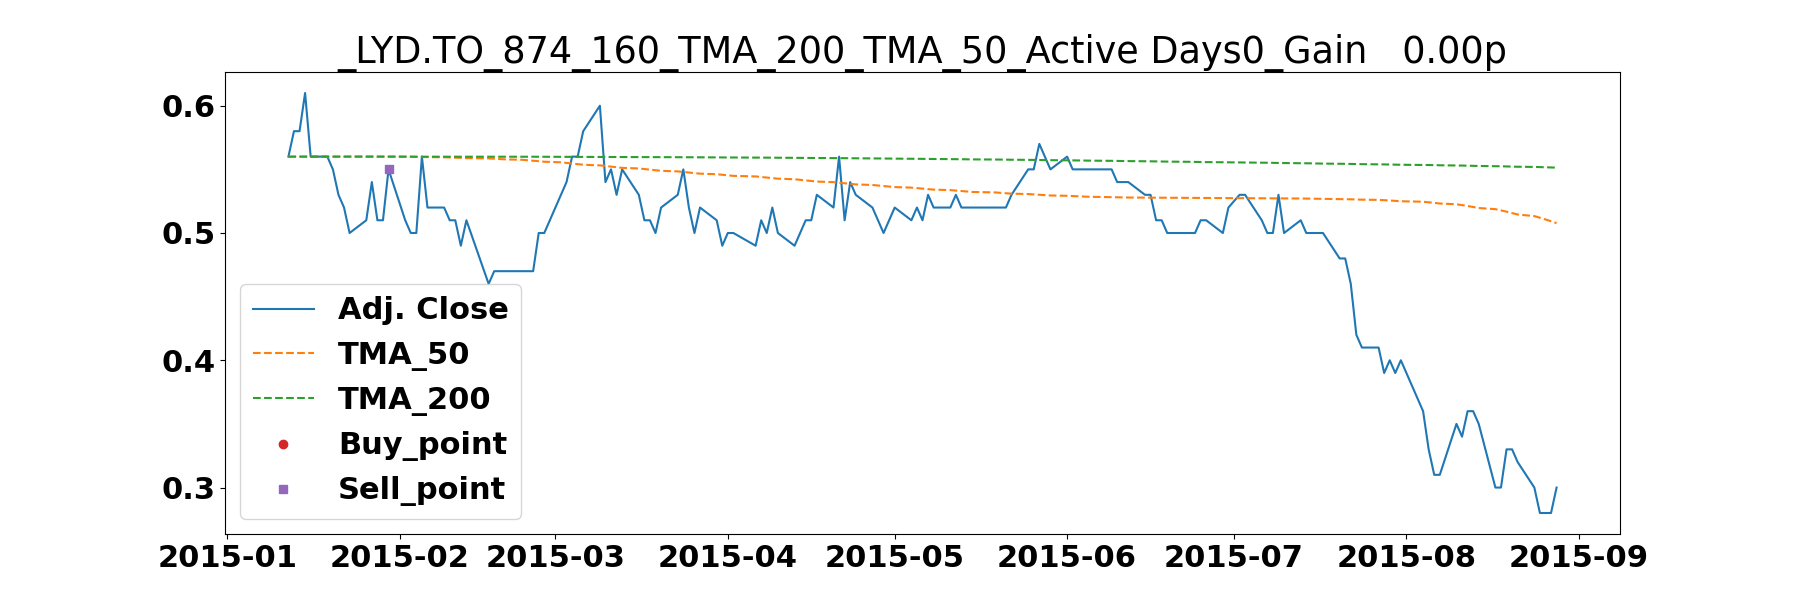 _LYD.TO_874_160_TMA_200_TMA_50_Active Days0_Gain   0.00p
0.6
0.5
0.4
0.3
Adj. Close
TMA_50
TMA_200
Buy_point
Sell_point
2015-01 2015-02 2015-03 2015-04 2015-05 2015-06 2015-07 2015-08 2015-09